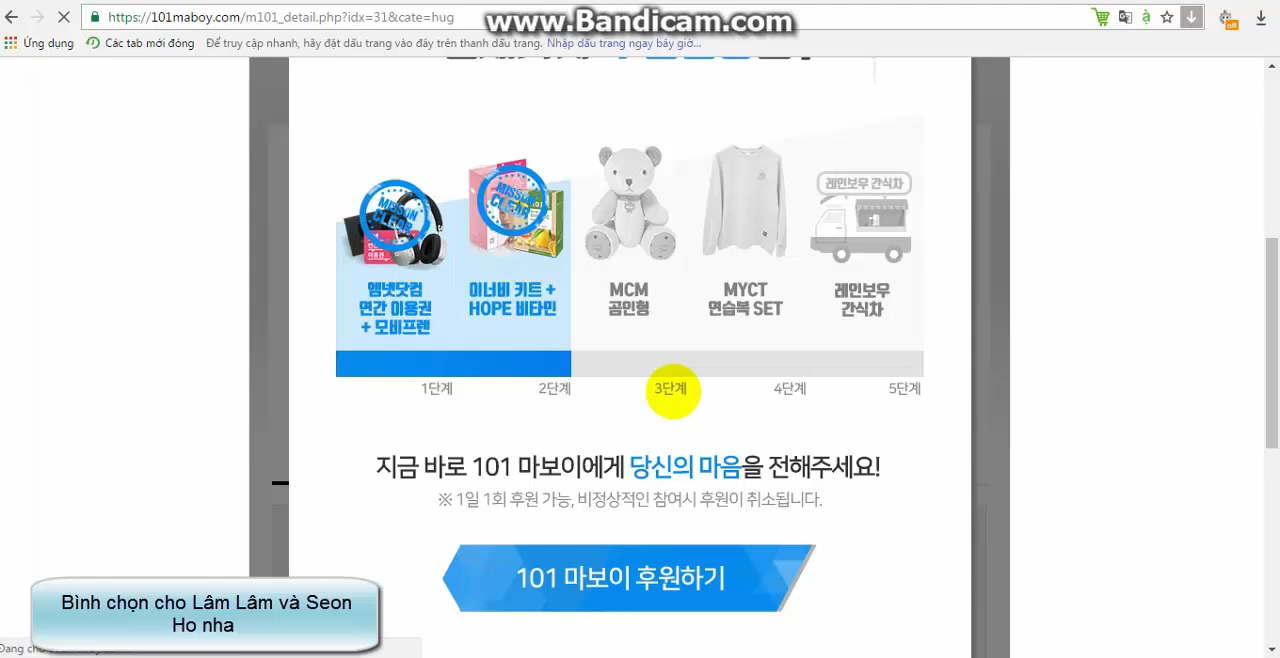 https://101maboy.com/m101_detail.php?idx=31&cate=hug
www.Bandicam.com
Ứng dụng
Các tab mới đóng
Để truy cập nhanh, hãy đặt dấu trang vào đây trên thanh dấu trang.
Nhập dấu trang ngay bây giờ...
off
MISSON CLEAR
MISSON CLEAR
레인보우 간식차
엠넷닷컴
연간 이용권
+ 모비프렌
이너비 키트 +
HOPE 비타민
MCM
곰인형
MYCT
연습복 SET
레인보우
간식차
1단계
2단계
3단계
4단계
5단계
지금 바로 101 마보이에게 당신의 마음을 전해주세요!
※ 1일 1회 후원 가능, 비정상적인 참여시 후원이 취소됩니다.
101 마보이 후원하기
Bình chọn cho Lâm Lâm và Seon
Ho nha